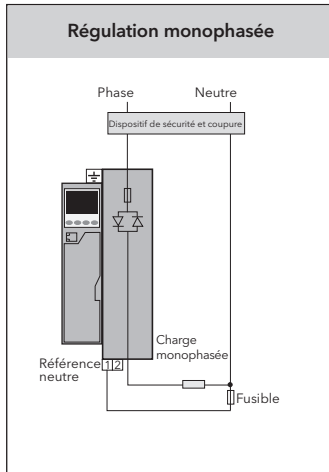 Régulation monophasée
Phase
Neutre
Dispositif de sécurité et coupure
Charge
monophasée
Référence
neutre
1 2
Fusible